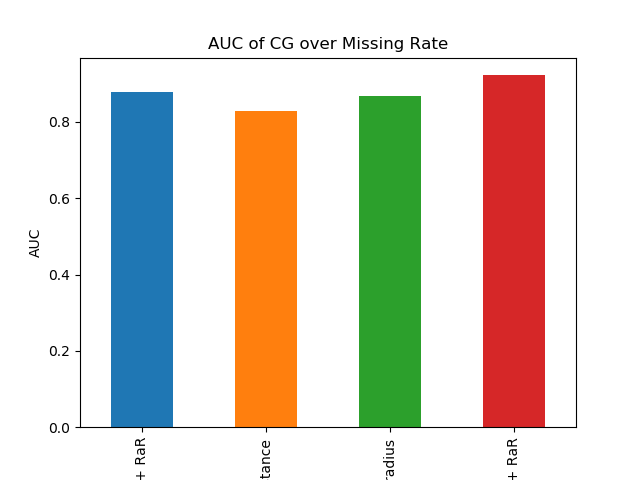 AUC of CG over Missing Rate
AUC
0.8
0.6
0.4
0.2
0.0
+ RaR
tance
radius
+ RaR